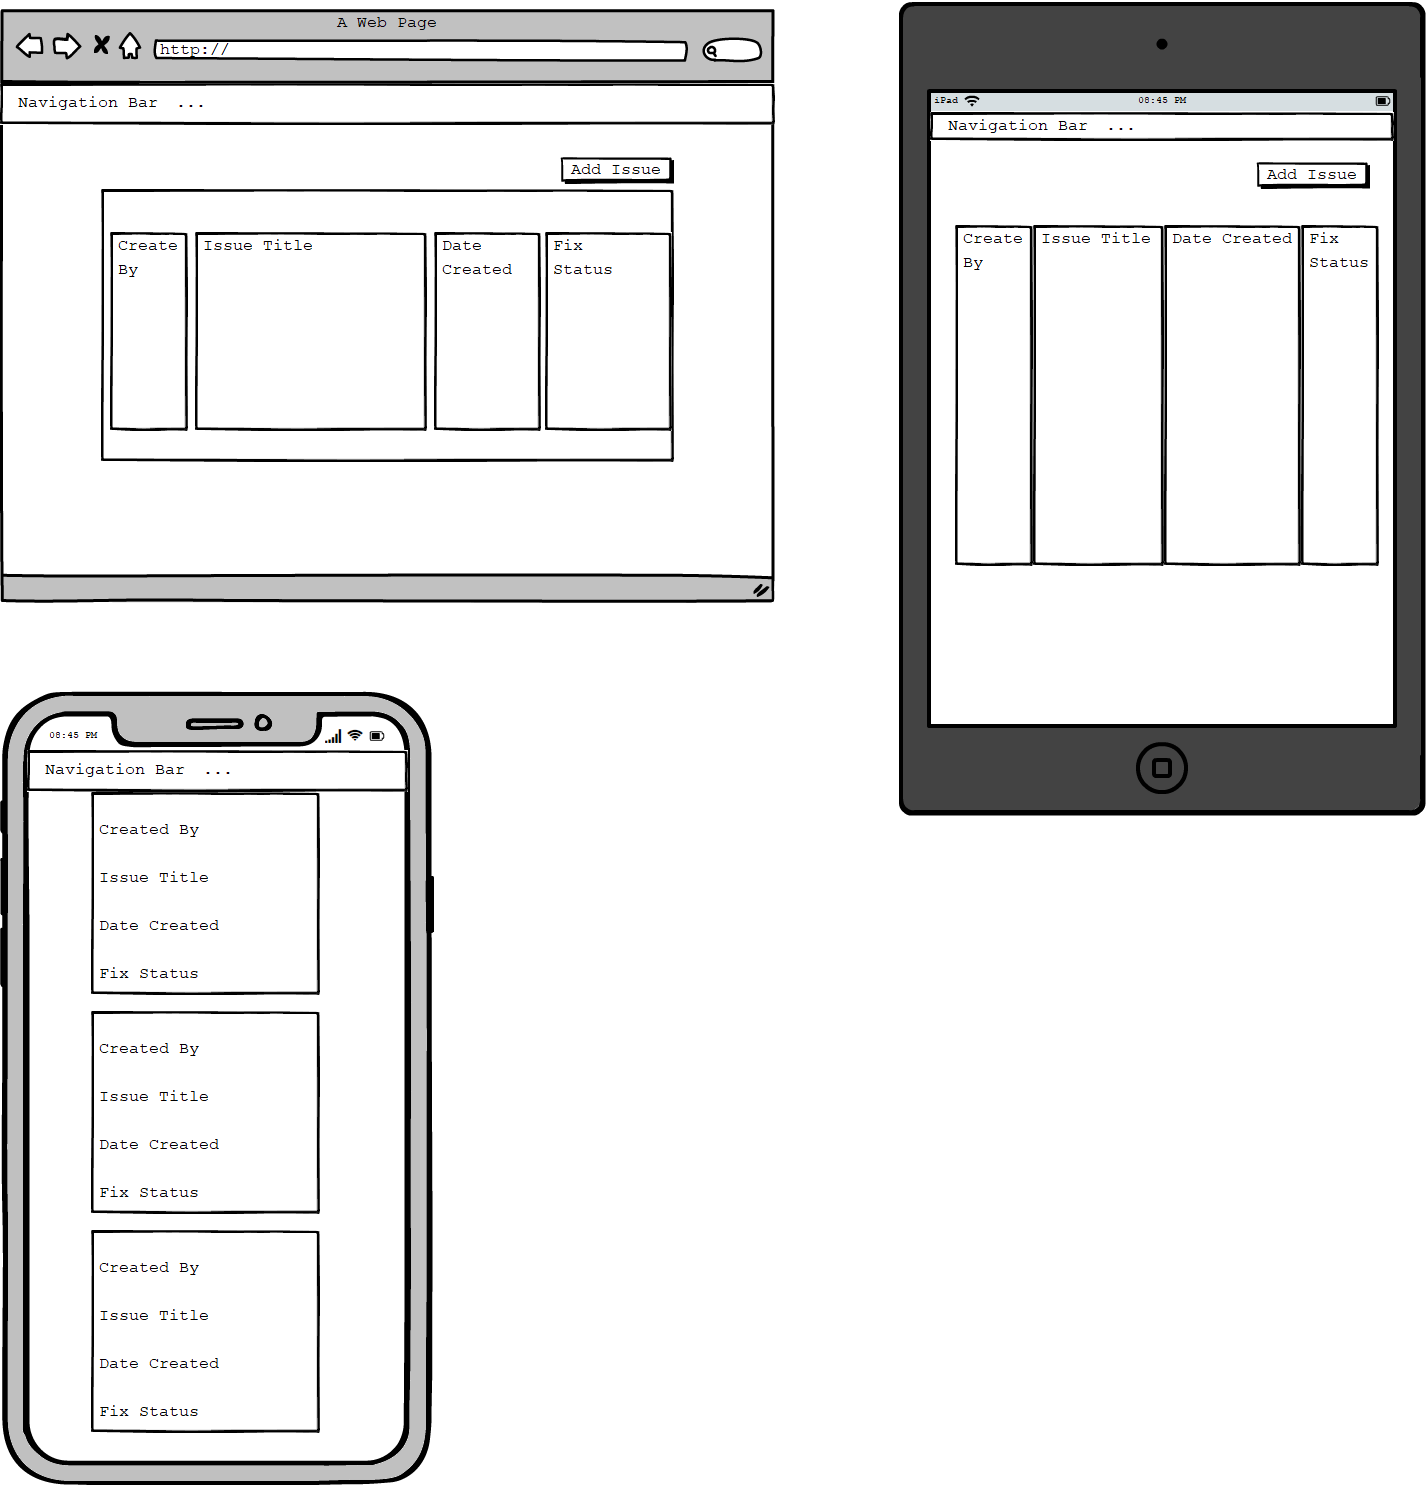 A Web Page
http://
Navigation Bar ...
Add Issue
Create By
Issue Title
Date Created
Fix Status
iPad
08:45 PM
Navigation Bar ...
Add Issue
Create By
Issue Title
Date Created
Fix Status
08:45 PM
Navigation Bar ...
Created By
Issue Title
Date Created
Fix Status
Created By
Issue Title
Date Created
Fix Status
Created By
Issue Title
Date Created
Fix Status